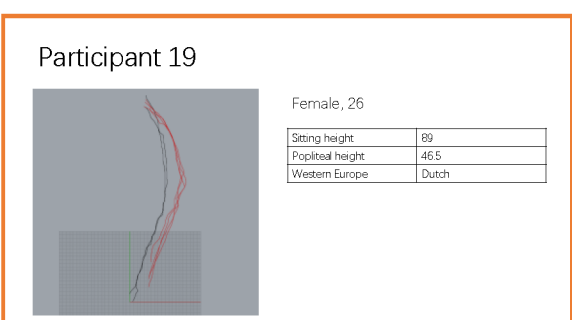 Participant 19
Female, 26
Sitting height 89
Popliteal height 46.5
Western Europe Dutch